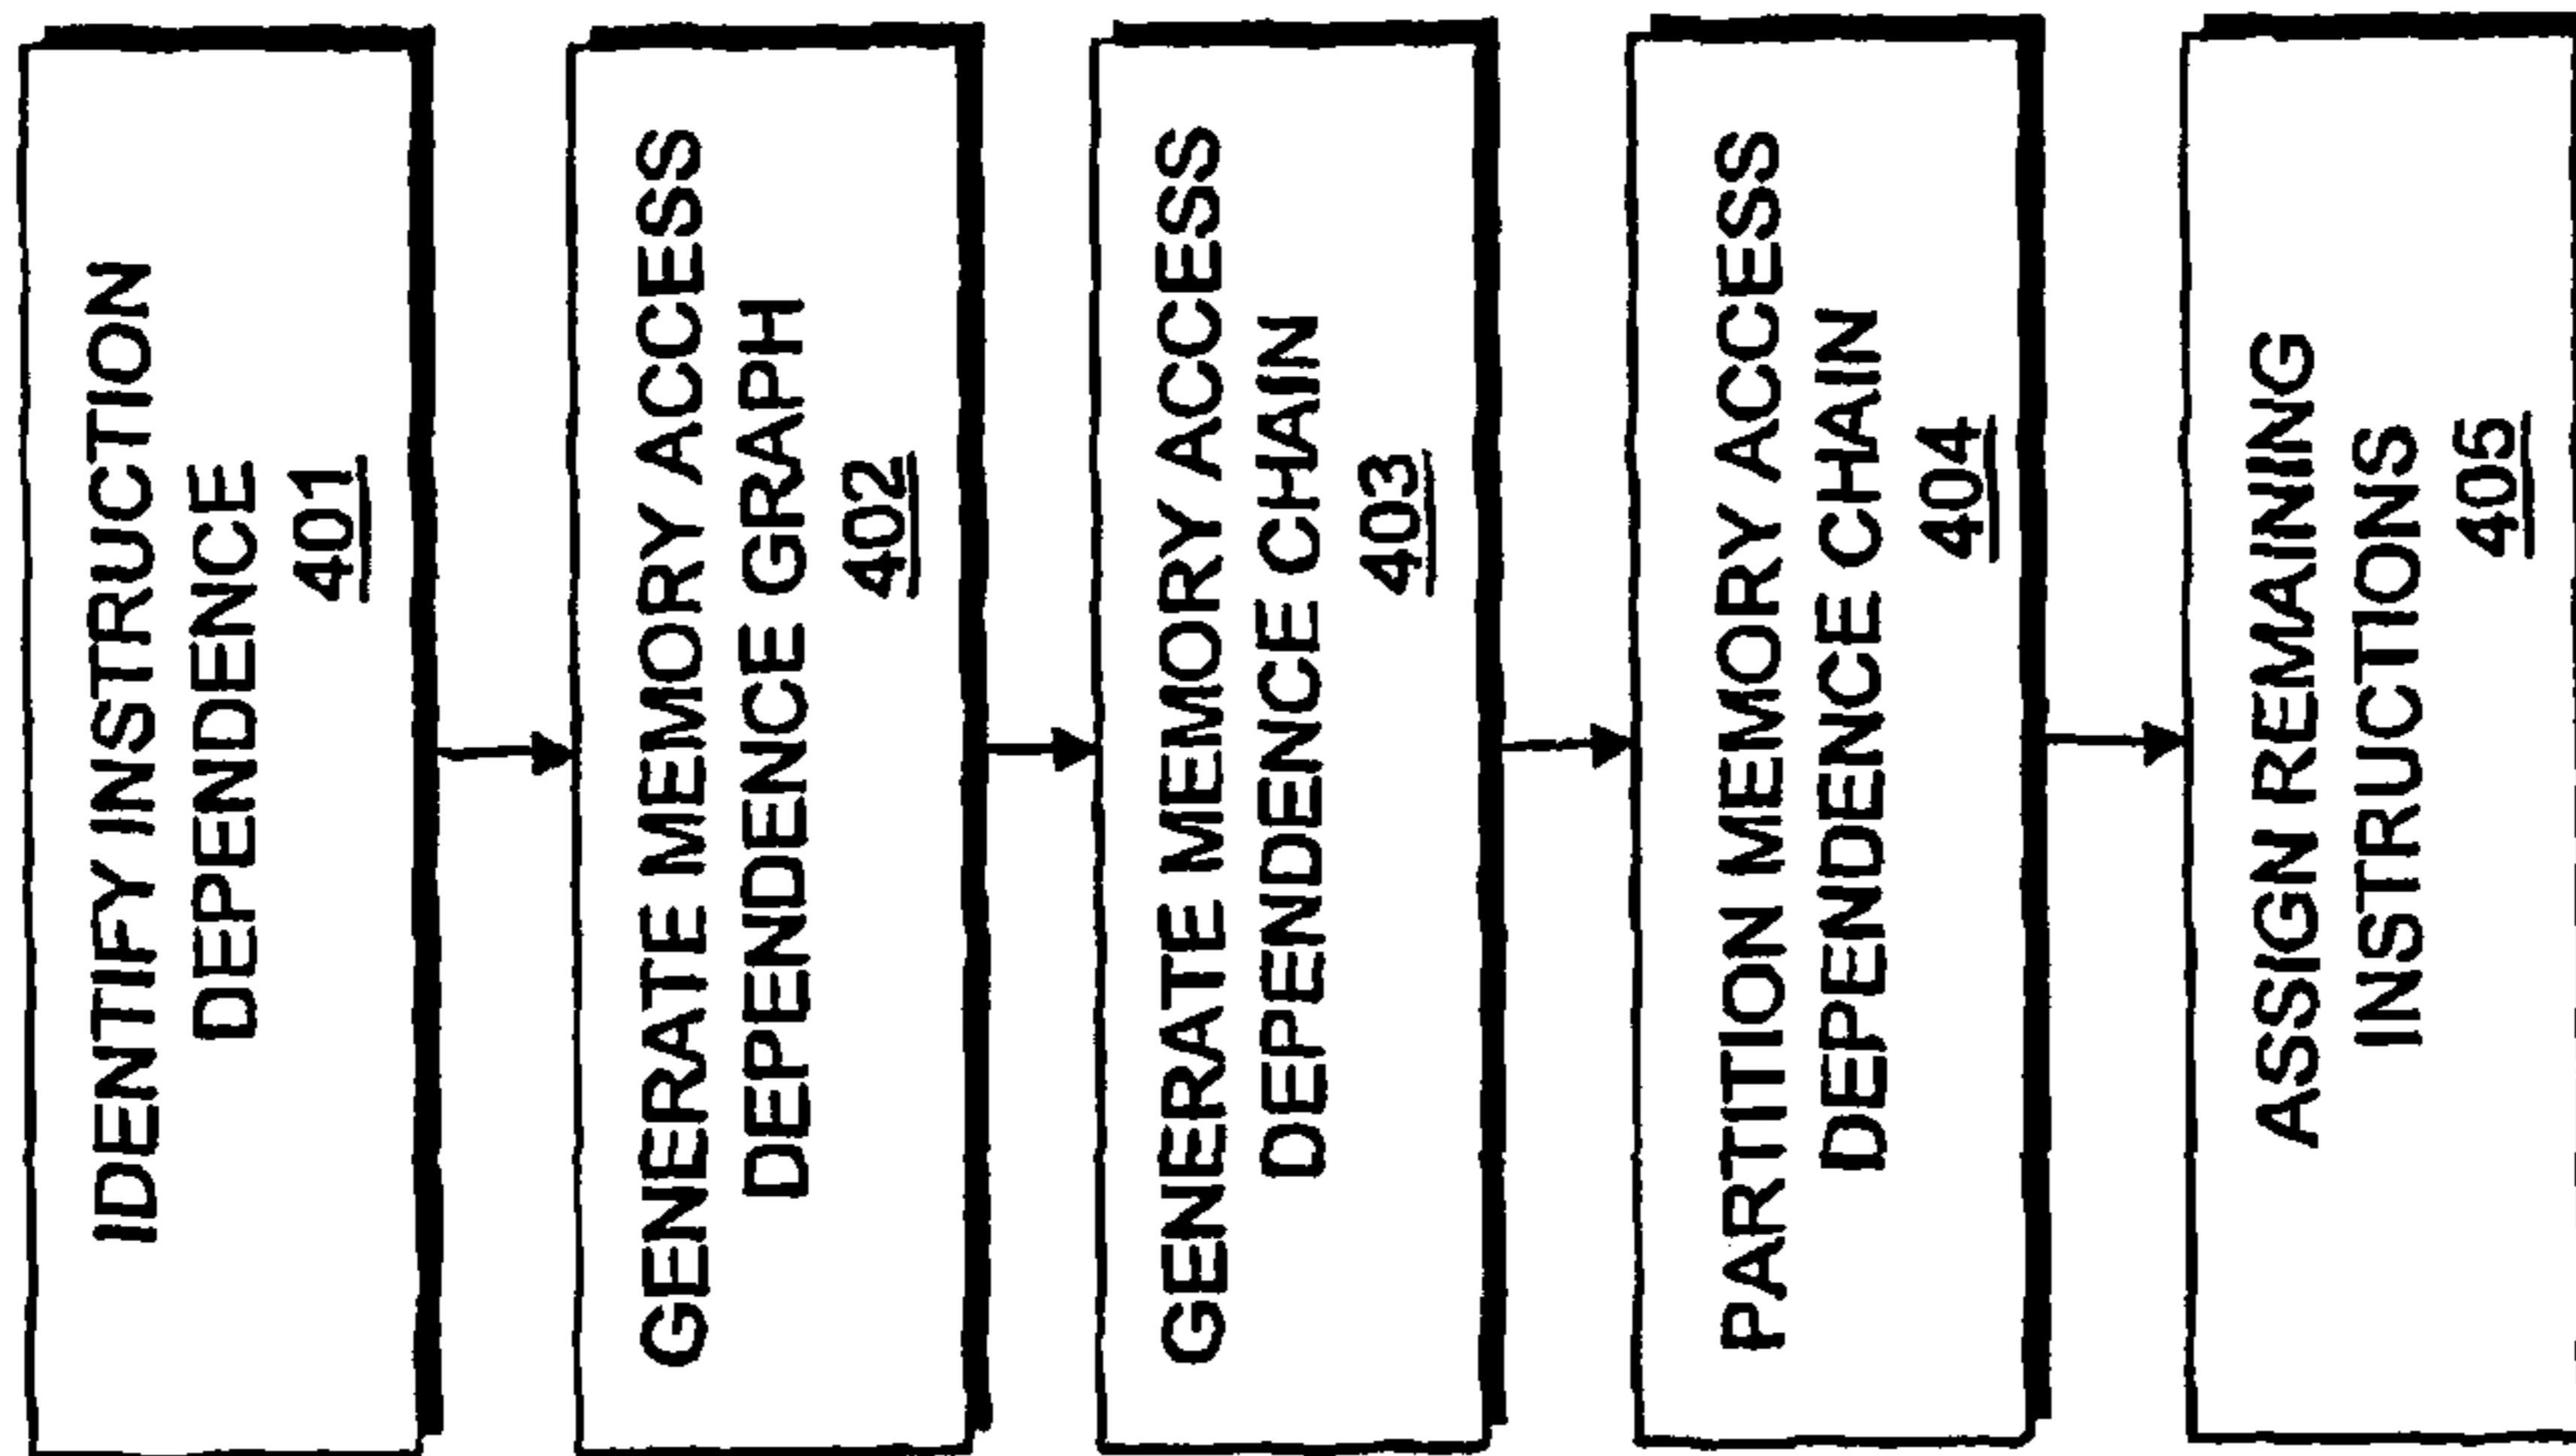 IDENTIFY INSTRUCTION
DEPENDENCE
401
GENERATE MEMORY ACCESS
DEPENDENCE GRAPH
402
GENERATE MEMORY ACCESS
DEPENDENCE CHAIN
403
PARTITION MEMORY ACCESS
DEPENDENCE CHAIN
404
ASSIGN REMAINING
INSTRUCTIONS
405